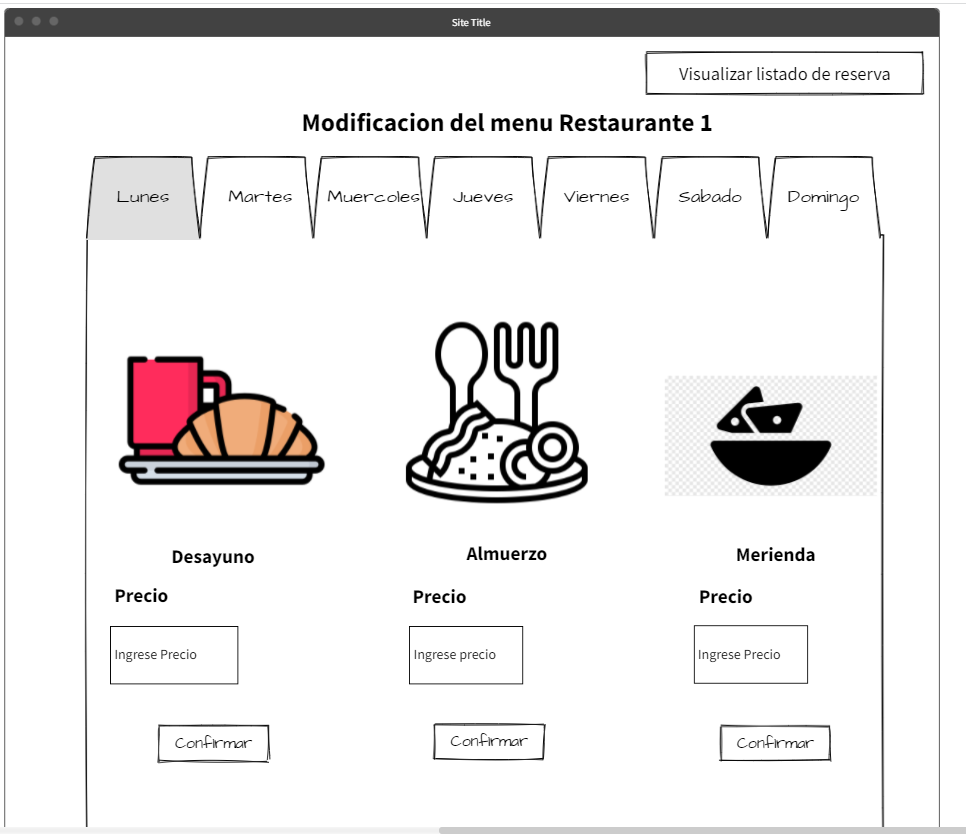 Site Title
Visualizar listado de reserva
Modificacion del menu Restaurante 1
Lunes Martes Muercoles Jueves Viernes Sabado Domingo
Desayuno Almuerzo Merienda
Precio Precio Precio
Ingrese Precio Ingrese precio Ingrese Precio
Confirmar Confirmar Confirmar